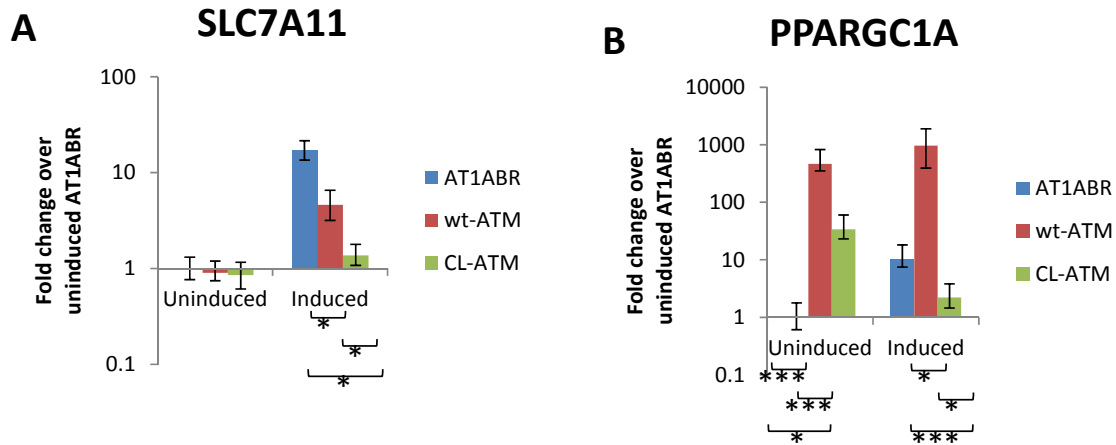 A
SLC7A11
Fold change over
uninduced AT1ABR
100
10
1
0.1
Uninduced
Induced
*
*
*
AT1ABR
wt-ATM
CL-ATM
B
PPARGC1A
Fold change over
uninduced AT1ABR
10000
1000
100
10
1
0.1
Uninduced
Induced
***
***
*
*
*
***
AT1ABR
wt-ATM
CL-ATM